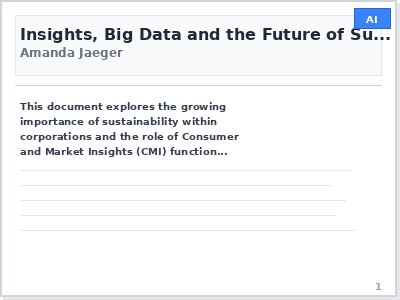 AI
Insights, Big Data and the Future of Su...
Amanda Jaeger
This document explores the growing
importance of sustainability within
corporations and the role of Consumer
and Market Insights (CMI) function...
1